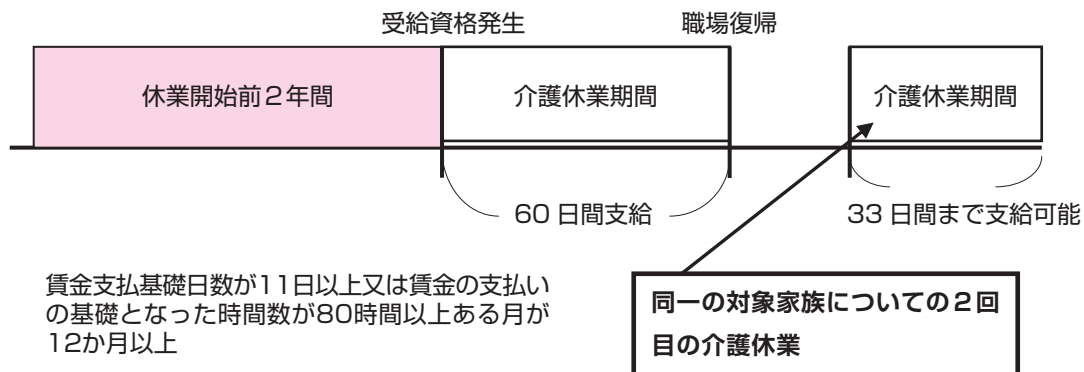 受給資格発生
職場復帰
休業開始前２年間
介護休業期間
介護休業期間
60 日間支給
33 日間まで支給可能
賃金支払基礎日数が11日以上又は賃金の支払い
の基礎となった時間数が80時間以上ある月が
12か月以上
同一の対象家族についての２回
目の介護休業